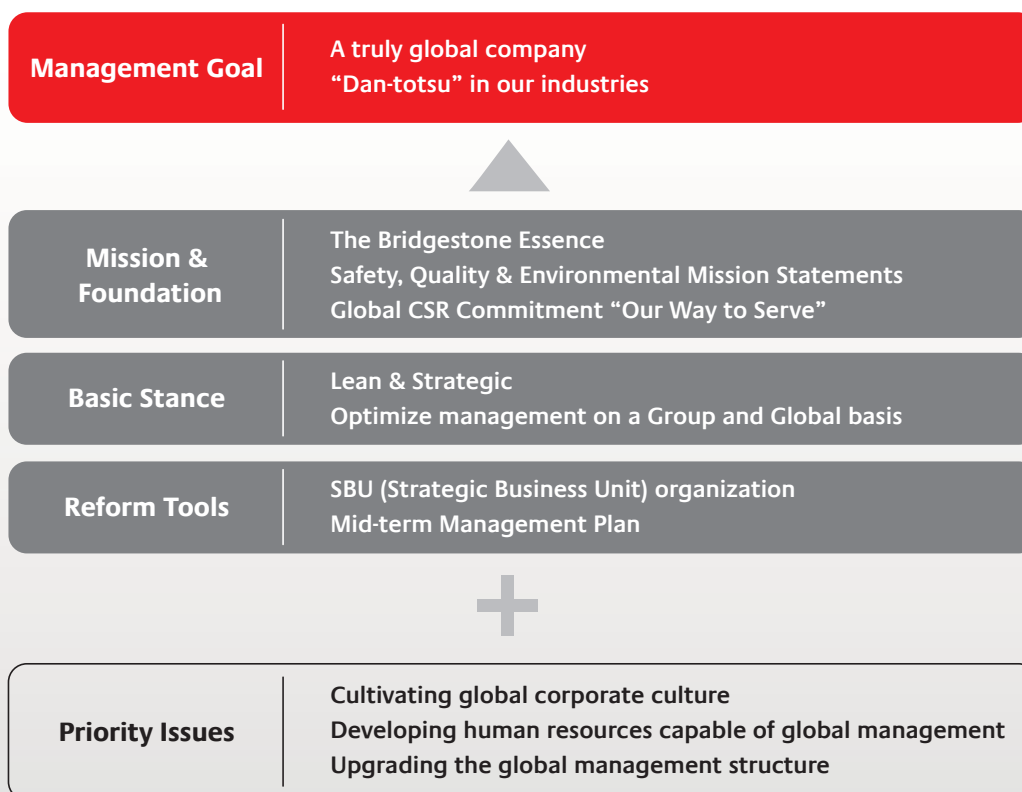 Management Goal
A truly global company
“Dan-totsu” in our industries
Mission &
Foundation
The Bridgestone Essence
Safety, Quality & Environmental Mission Statements
Global CSR Commitment “Our Way to Serve”
Basic Stance
Lean & Strategic
Optimize management on a Group and Global basis
Reform Tools
SBU (Strategic Business Unit) organization
Mid-term Management Plan
Priority Issues
Cultivating global corporate culture
Developing human resources capable of global management
Upgrading the global management structure